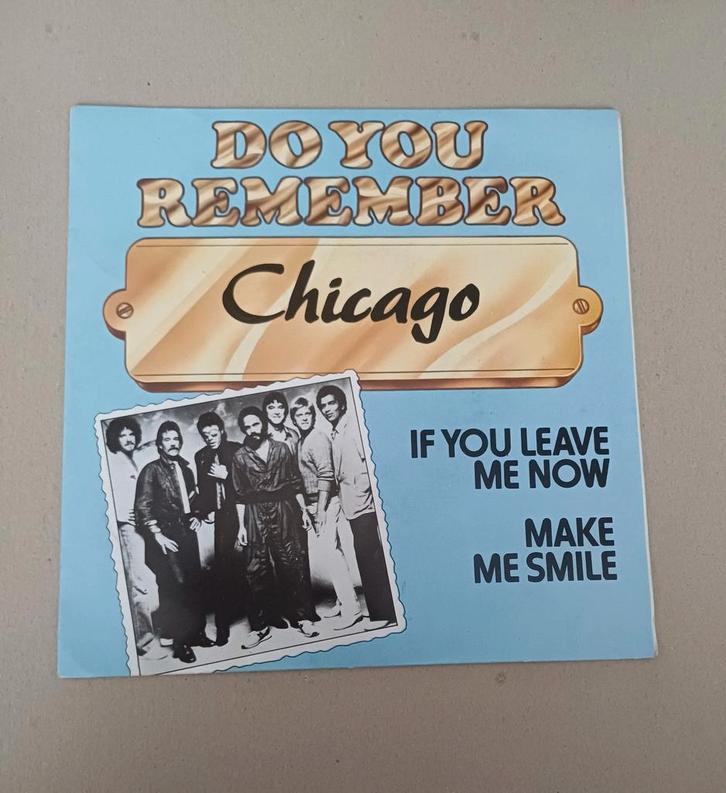 DO YOU
REMEMBER
Chicago
IF YOU LEAVE
ME NOW
MAKE
ME SMILE